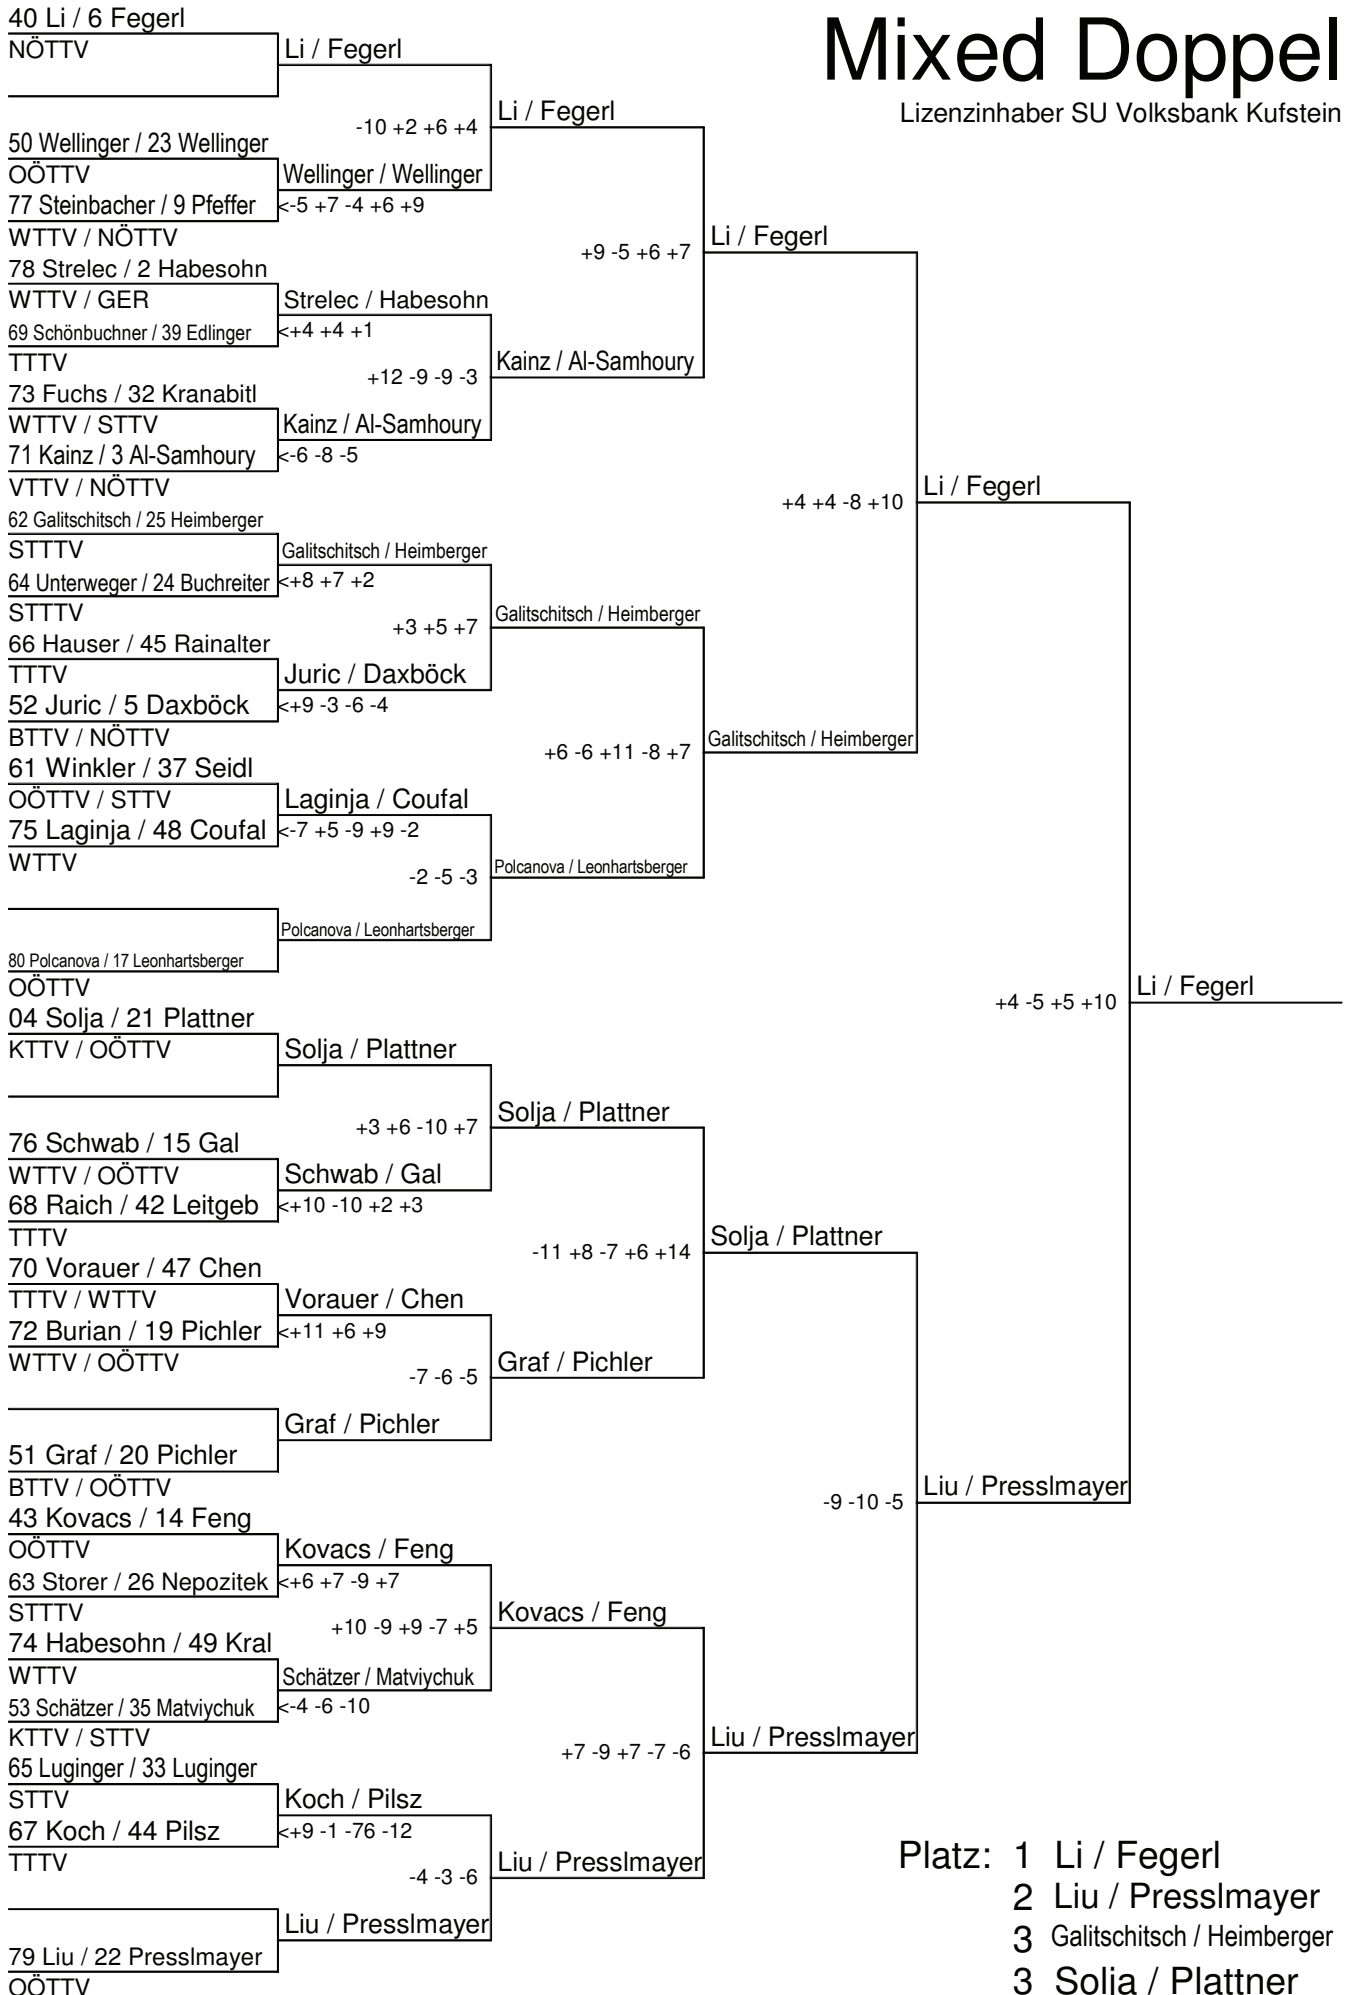 Mixed Doppel
Lizenzinhaber SU Volksbank Kufstein
40 Li / 6 Fegerl
NÖTTV
Li / Fegerl
-10 +2 +6 +4
Li / Fegerl
50 Wellinger / 23 Wellinger
OÖTTV
Wellinger / Wellinger
77 Steinbacher / 9 Pfeffer
<-5 +7 -4 +6 +9
WTTV / NÖTTV
+9 -5 +6 +7
Li / Fegerl
78 Strelec / 2 Habesohn
WTTV / GER
Strelec / Habesohn
69 Schönbuchner / 39 Edlinger
<+4 +4 +1
TTTV
+12 -9 -9 -3
Kainz / Al-Samhoury
73 Fuchs / 32 Kranabitl
WTTV / STTV
Kainz / Al-Samhoury
71 Kainz / 3 Al-Samhoury
<-6 -8 -5
VTTV / NÖTTV
+4 +4 -8 +10
Li / Fegerl
62 Galitschitsch / 25 Heimberger
STTTV
Galitschitsch / Heimberger
64 Unterweger / 24 Buchreiter
<+8 +7 +2
STTTV
+3 +5 +7
Galitschitsch / Heimberger
66 Hauser / 45 Rainalter
TTTV
Juric / Daxböck
52 Juric / 5 Daxböck
<+9 -3 -6 -4
BTTV / NÖTTV
+6 -6 +11 -8 +7
Galitschitsch / Heimberger
61 Winkler / 37 Seidl
OÖTTV / STTV
Laginja / Coufal
75 Laginja / 48 Coufal
<-7 +5 -9 +9 -2
WTTV
-2 -5 -3
Polcanova / Leonhartsberger
Polcanova / Leonhartsberger
80 Polcanova / 17 Leonhartsberger
OÖTTV
+4 -5 +5 +10
Li / Fegerl
04 Solja / 21 Plattner
KTTV / OÖTTV
Solja / Plattner
+3 +6 -10 +7
Solja / Plattner
76 Schwab / 15 Gal
WTTV / OÖTTV
Schwab / Gal
68 Raich / 42 Leitgeb
<+10 -10 +2 +3
TTTV
-11 +8 -7 +6 +14
Solja / Plattner
70 Vorauer / 47 Chen
TTTV / WTTV
Vorauer / Chen
72 Burian / 19 Pichler
<+11 +6 +9
WTTV / OÖTTV
-7 -6 -5
Graf / Pichler
Graf / Pichler
51 Graf / 20 Pichler
BTTV / OÖTTV
-9 -10 -5
Liu / Presslmayer
43 Kovacs / 14 Feng
OÖTTV
Kovacs / Feng
63 Storer / 26 Nepozitek
<+6 +7 -9 +7
STTTV
+10 -9 +9 -7 +5
Kovacs / Feng
74 Habesohn / 49 Kral
WTTV
Schätzer / Matviychuk
53 Schätzer / 35 Matviychuk
<-4 -6 -10
KTTV / STTV
+7 -9 +7 -7 -6
Liu / Presslmayer
65 Luginger / 33 Luginger
STTV
Koch / Pilsz
67 Koch / 44 Pilsz
<+9 -1 -76 -12
TTTV
-4 -3 -6
Liu / Presslmayer
Liu / Presslmayer
79 Liu / 22 Presslmayer
OÖTTV
Platz: 1 Li / Fegerl
2 Liu / Presslmayer
3 Galitschitsch / Heimberger
3 Solja / Plattner